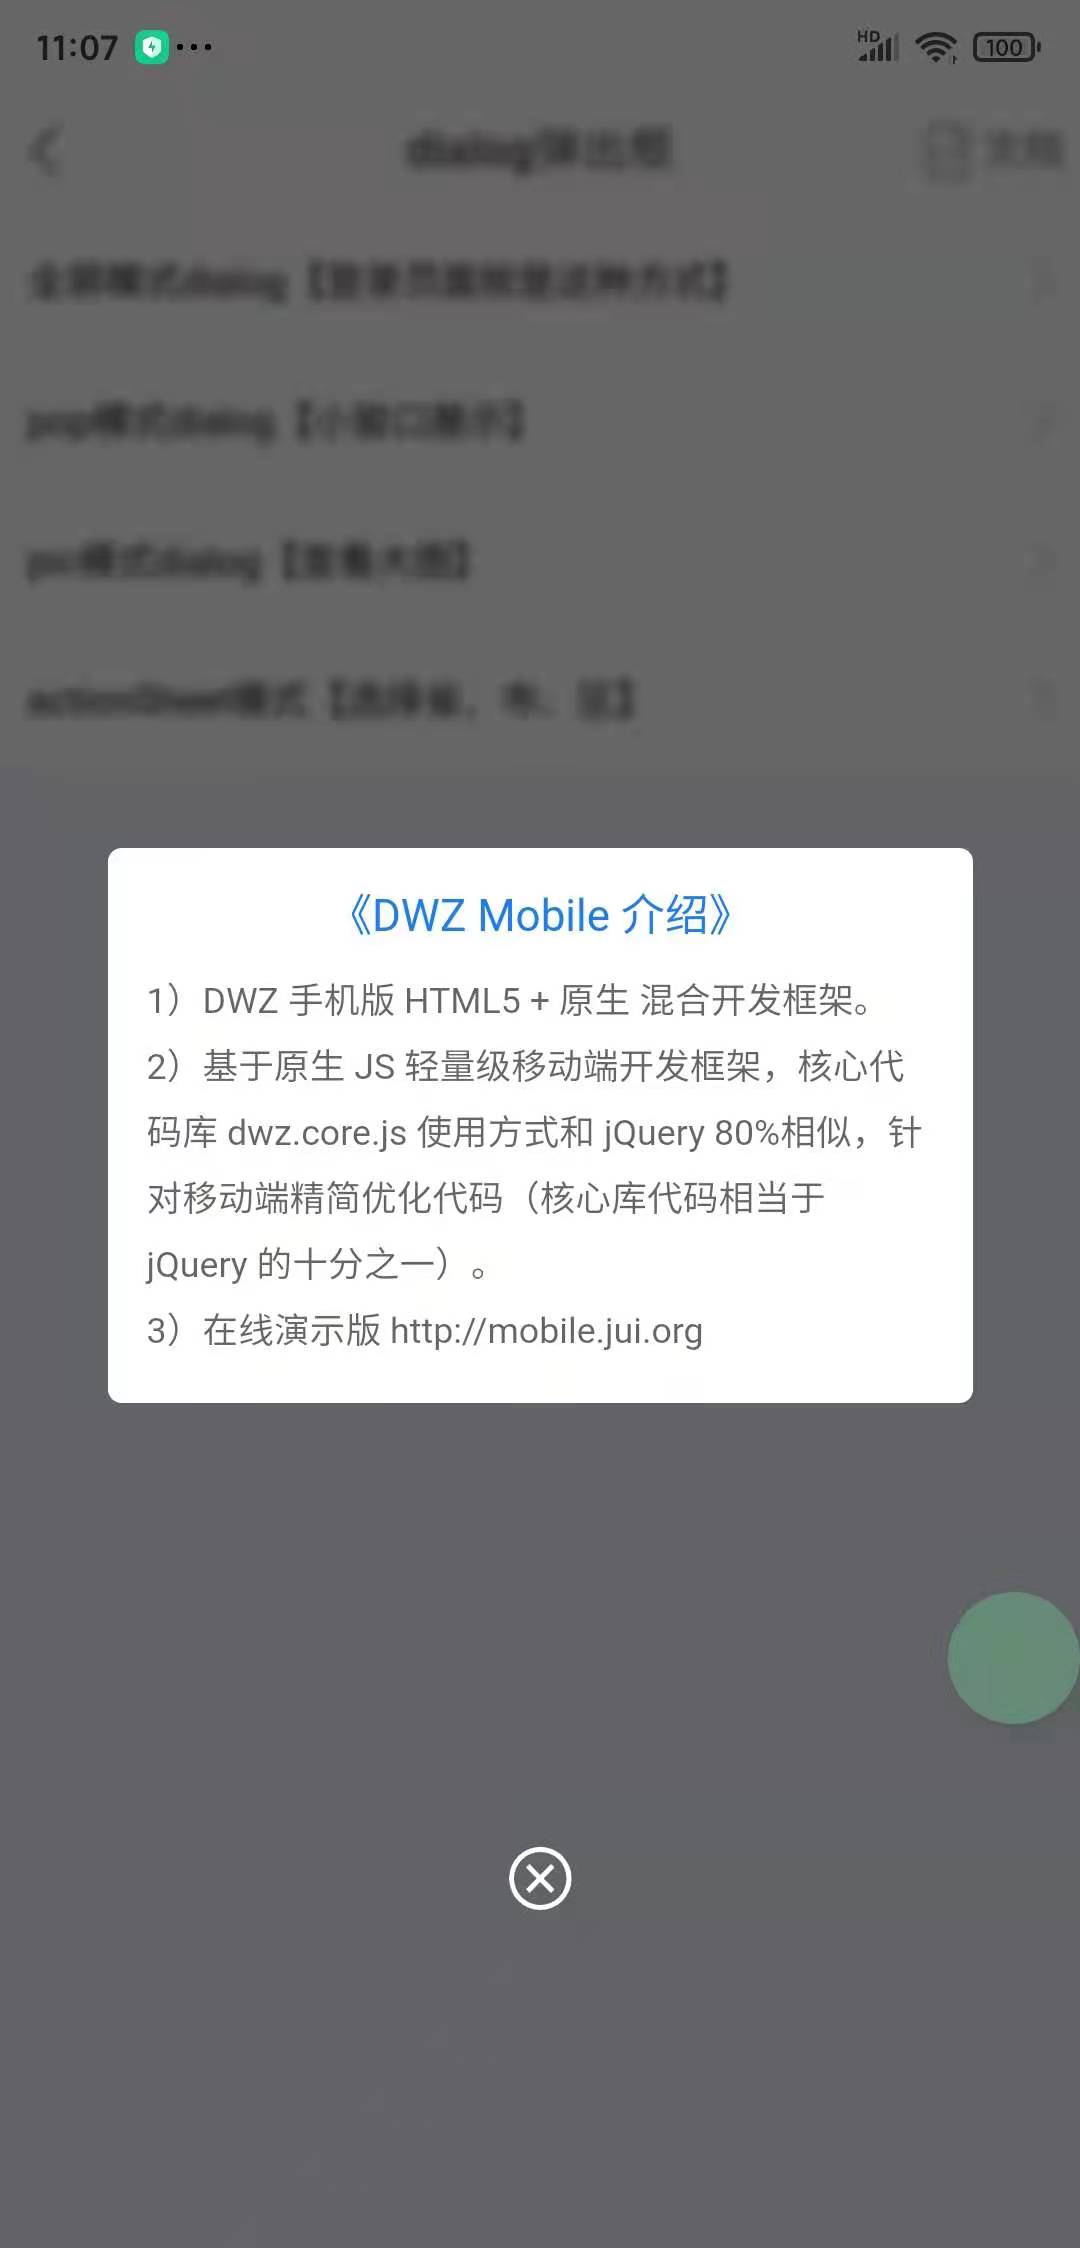 11:07
HD
100
dialog弹出框
文档
全屏模式dialog【登录页面就是这种方式】
pop模式dialog【小窗口展示】
pic模式dialog【查看大图】
actionSheet模式【选择省、市、区】
《DWZ Mobile 介绍》
1）DWZ 手机版 HTML5 + 原生 混合开发框架。
2）基于原生 JS 轻量级移动端开发框架，核心代
码库 dwz.core.js 使用方式和 jQuery 80%相似，针
对移动端精简优化代码（核心库代码相当于
jQuery 的十分之一）。
3）在线演示版 http://mobile.jui.org